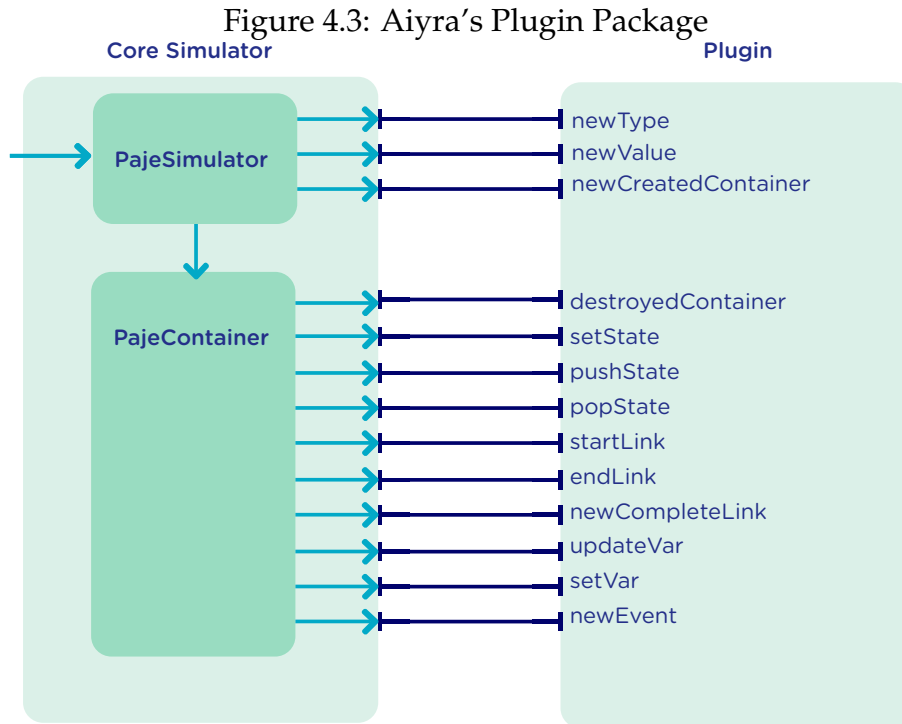 Figure 4.3: Aiyra’s Plugin Package
Core Simulator
Plugin
PajeSimulator
newType
newValue
newCreatedContainer
PajeContainer
destroyedContainer
setState
pushState
popState
startLink
endLink
newCompleteLink
updateVar
setVar
newEvent